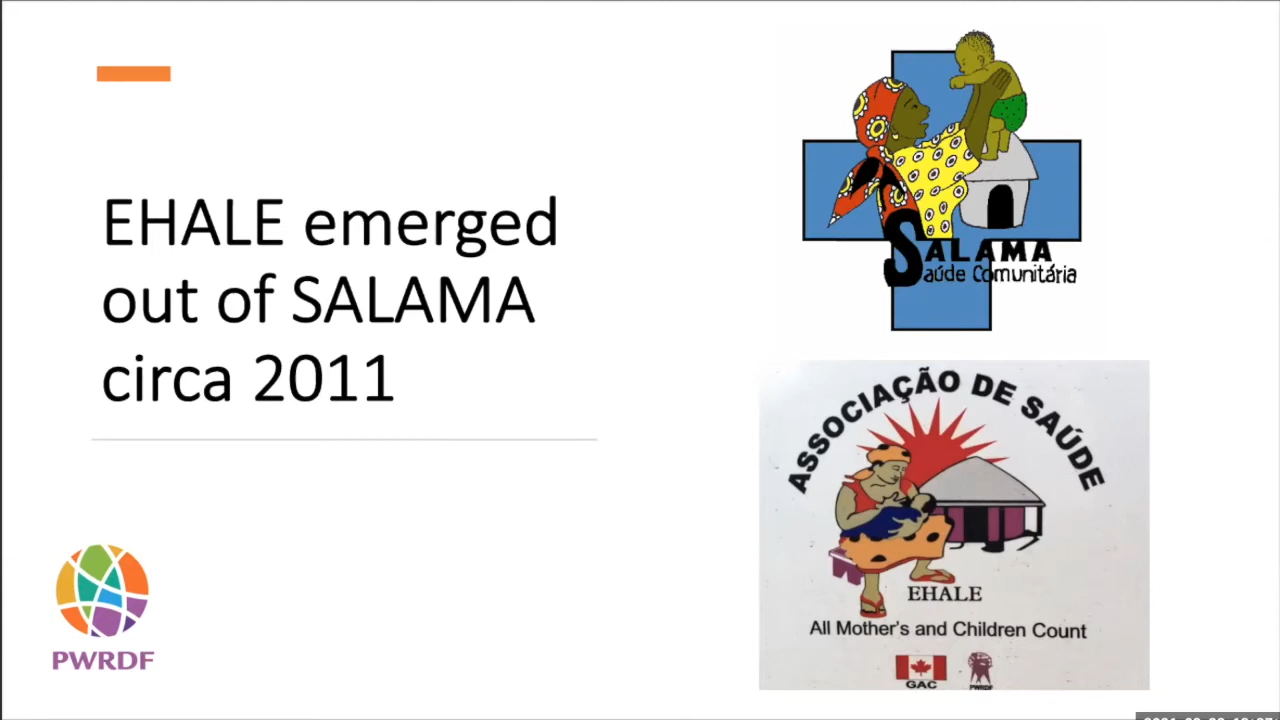 EHALE emerged
out of SALAMA
circa 2011
SALAMA
Saúde Comunitária
ASSOCIAÇÃO DE SAÚDE
EHALE
All Mother's and Children Count
GAC
PWRDF
PWRDF